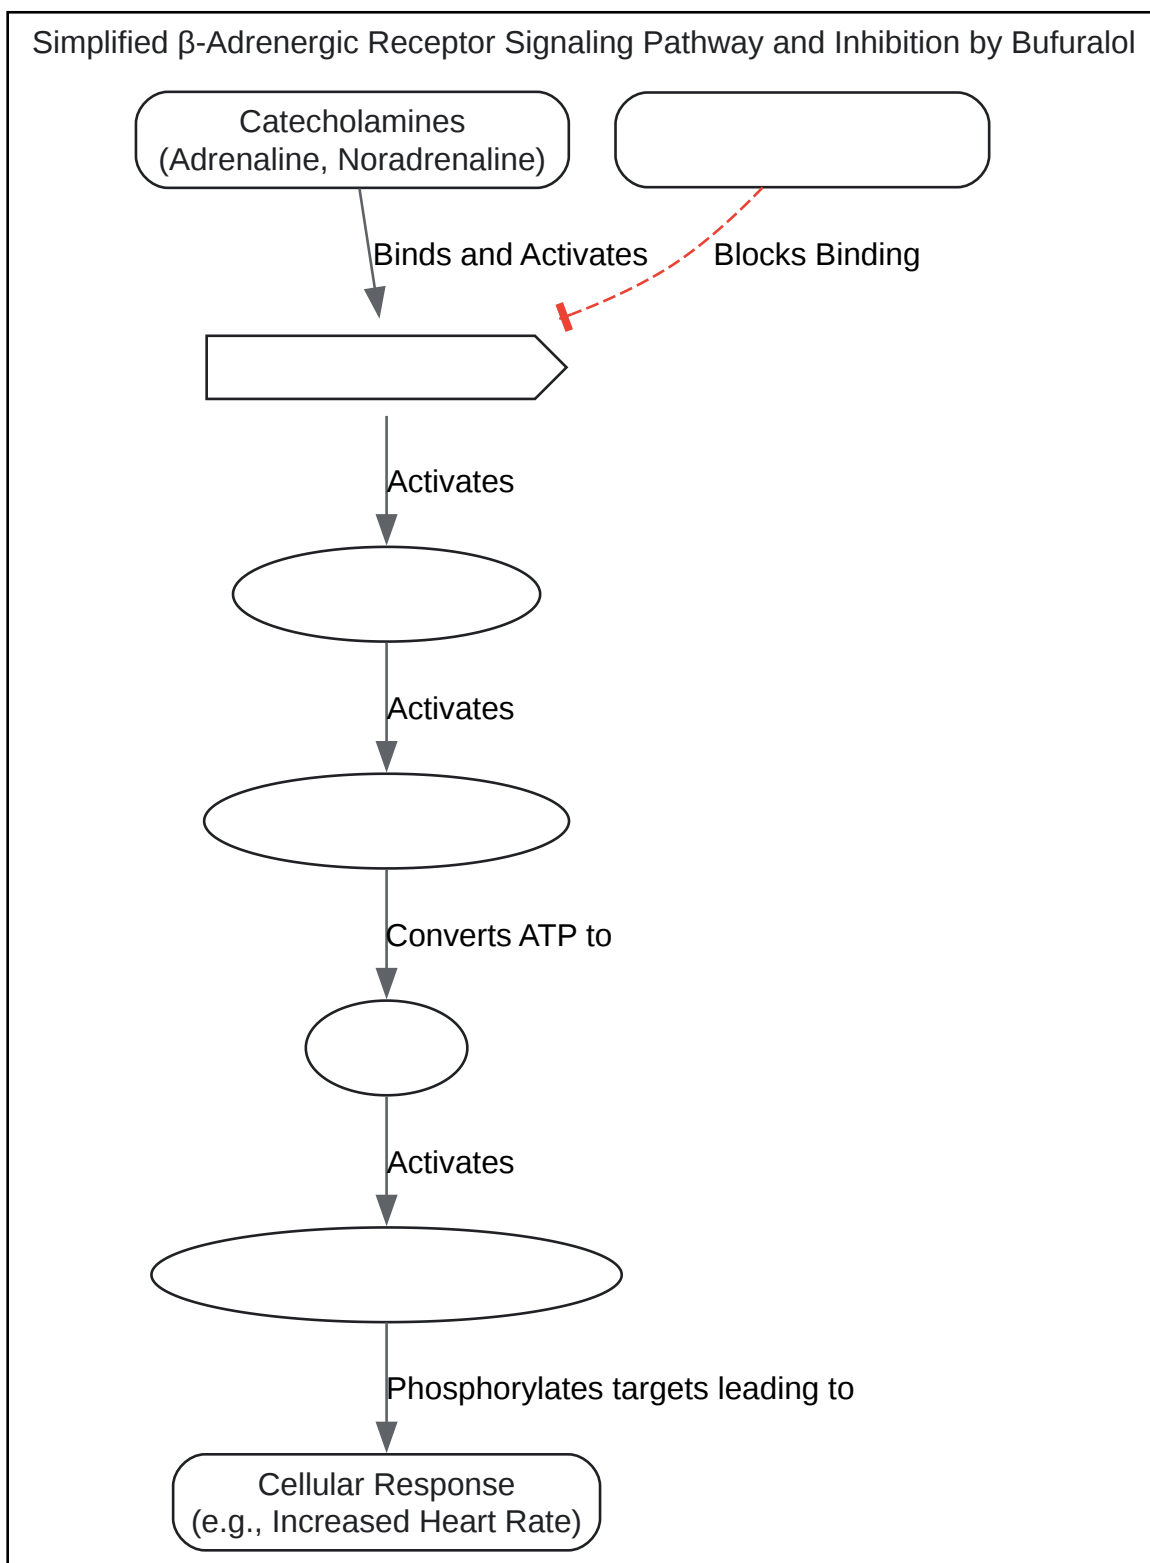 Simplified β-Adrenergic Receptor Signaling Pathway and Inhibition by Bufuralol
Catecholamines
(Adrenaline, Noradrenaline)
Binds and Activates
Blocks Binding
Activates
Activates
Converts ATP to
Activates
Phosphorylates targets leading to
Cellular Response
(e.g., Increased Heart Rate)